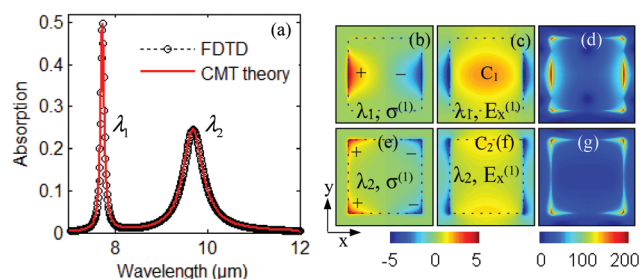 (a)
FDTD
CMT theory
λ1
λ2
Absorption
0.5
0.4
0.3
0.2
0.1
0
8
10
12
Wavelength (μm)
(b)
+
−
λ1, σ(1)
(c)
C1
λ1, Ex(1)
(d)
(e)
+
−
λ2, σ(1)
+
−
C2 (f)
λ2, Ex(1)
(g)
y
x
-5 0 5
0 100 200